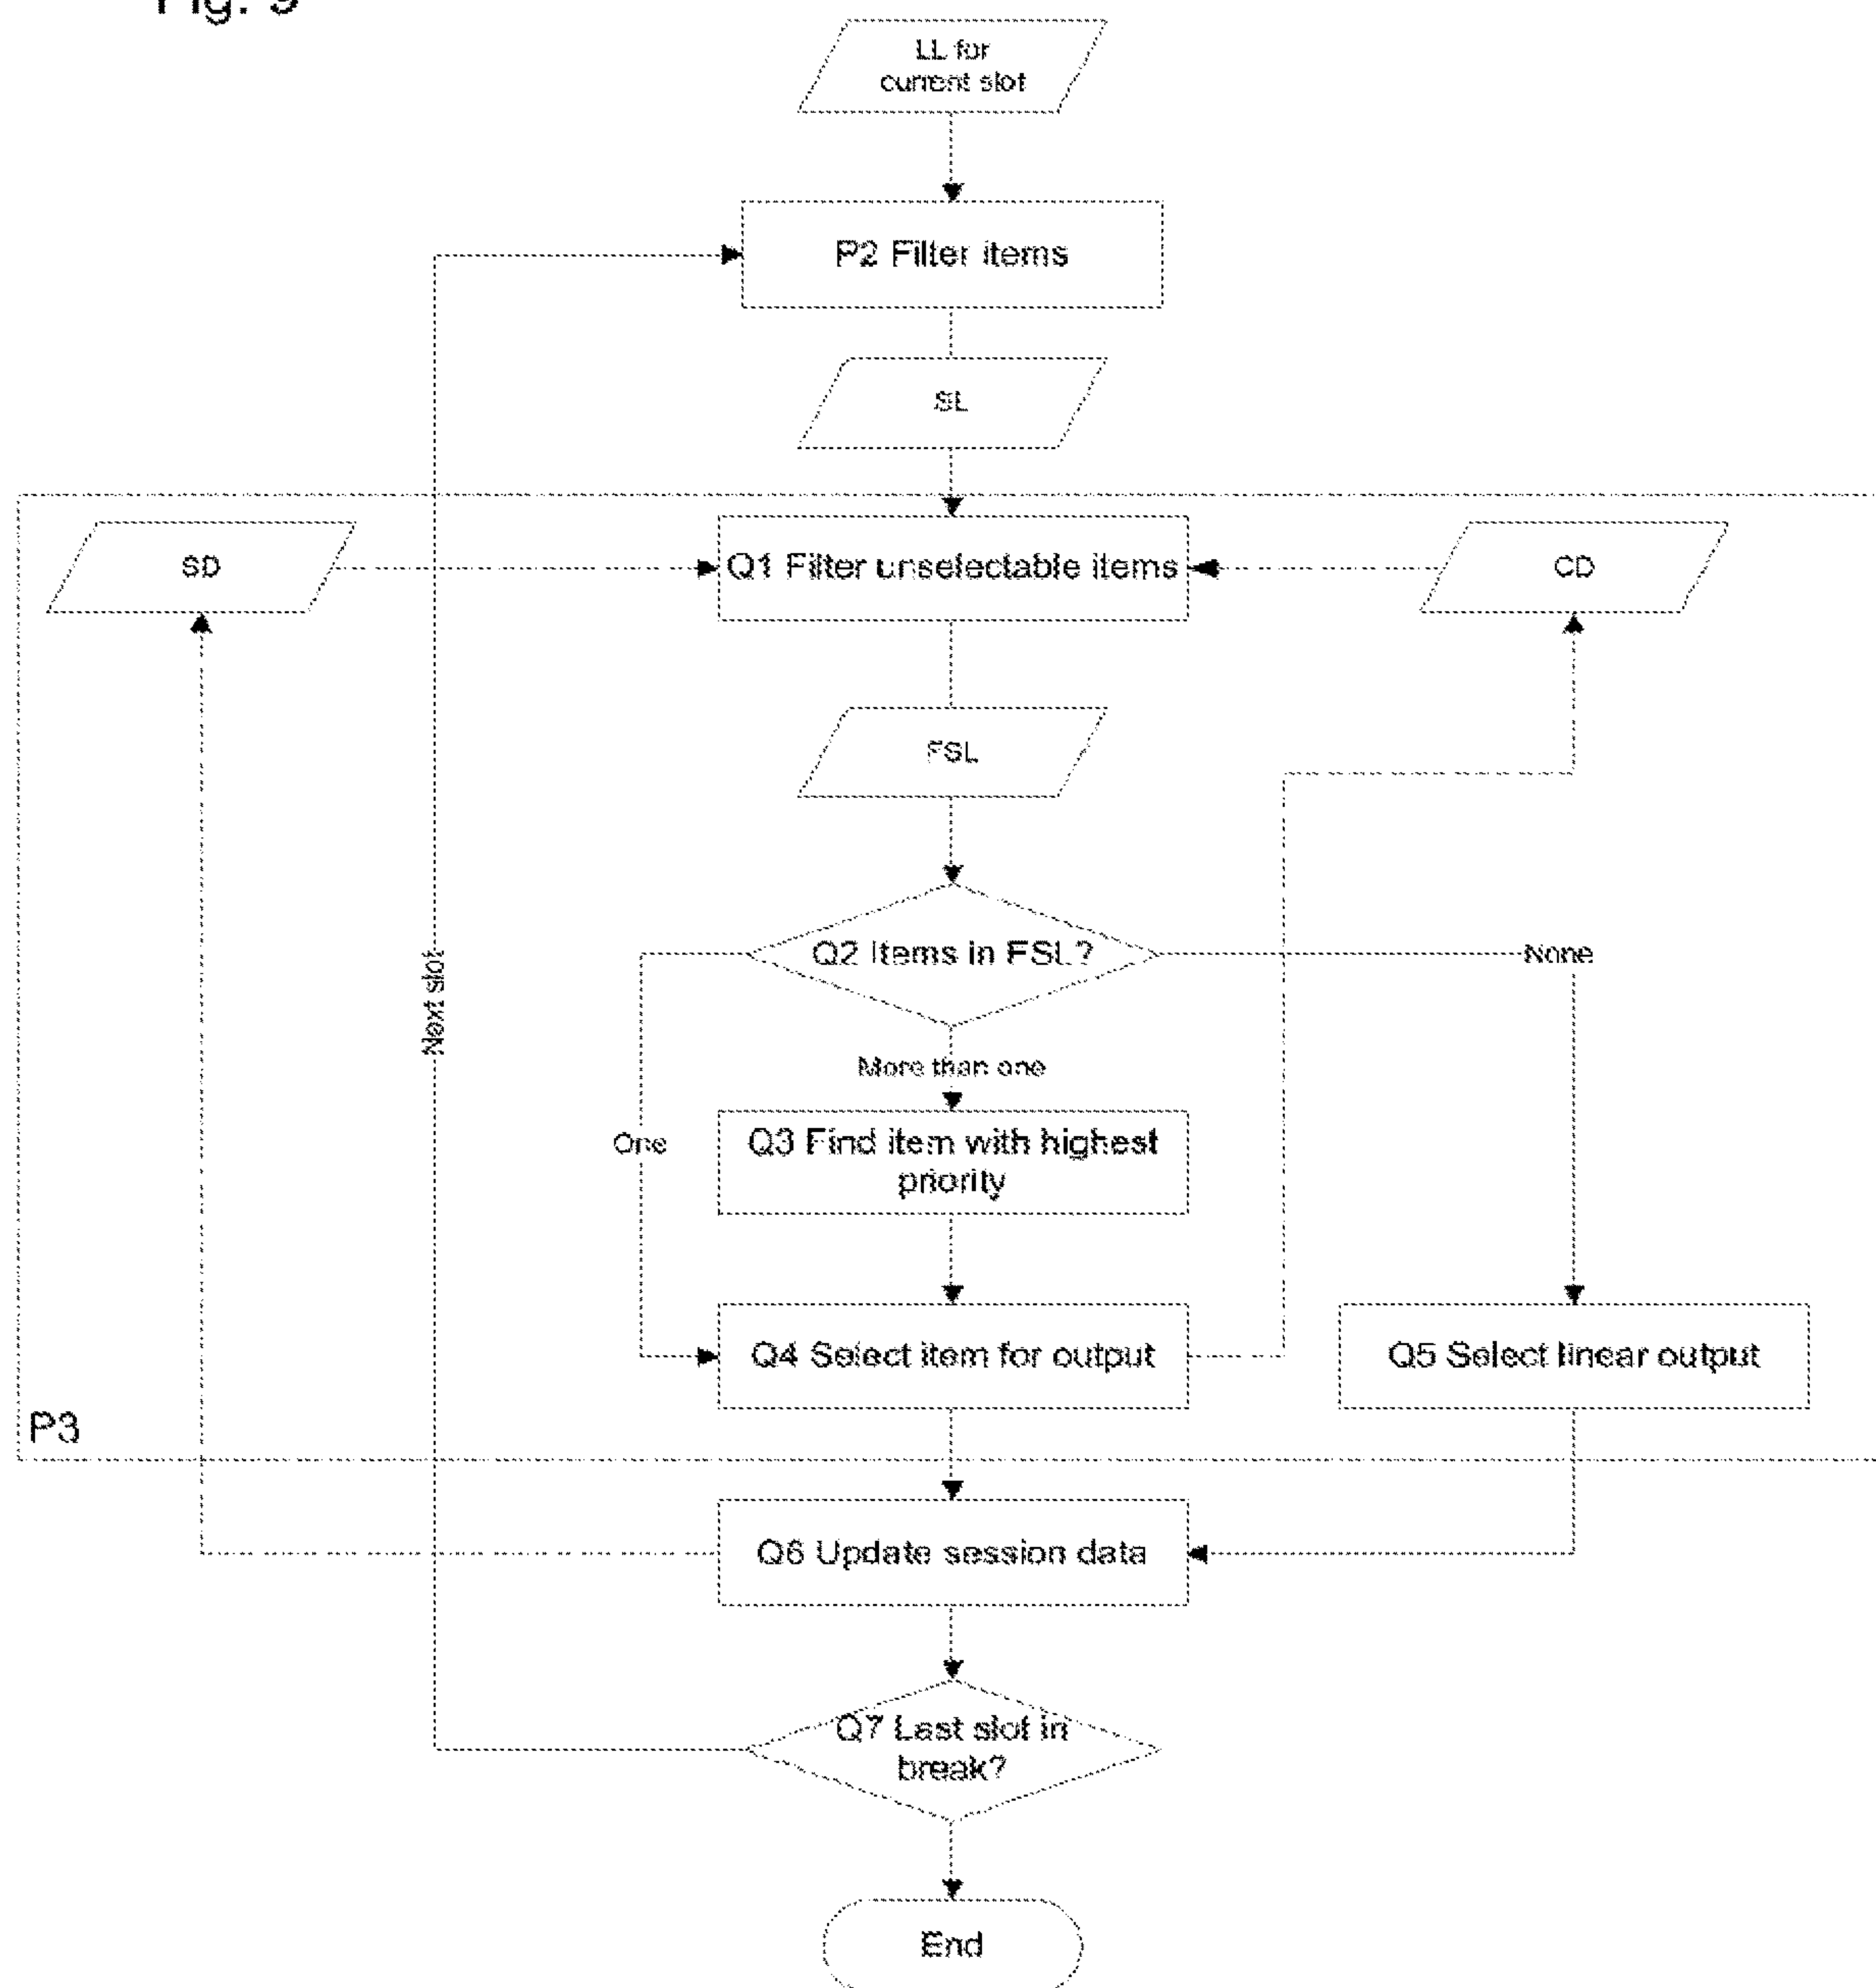 LL for
current slot
P2 Filter items
SL
SD
Q1 Filter unselectable items
CD
FSL
Q2 Items in FSL?
None
Next slot
More than one
One
Q3 Find item with highest
priority
Q4 Select item for output
Q5 Select linear output
P3
Q6 Update session data
Q7 Last slot in
break?
End